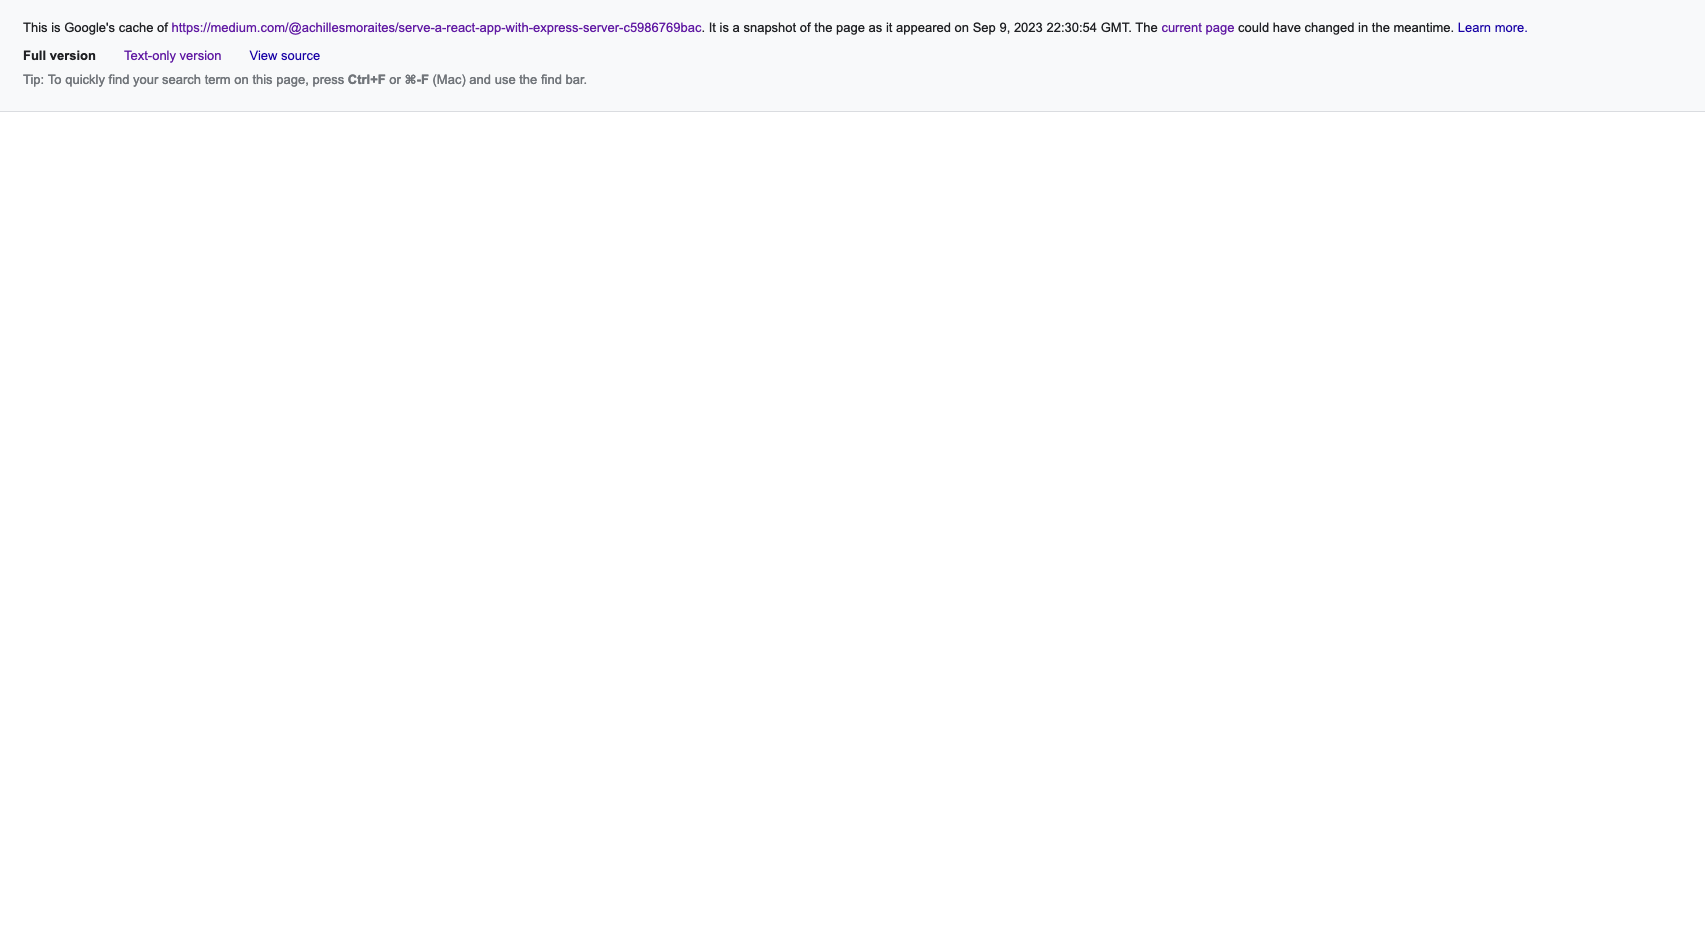 This is Google's cache of https://medium.com/@achillesmoraites/serve-a-react-app-with-express-server-c5986769bac. It is a snapshot of the page as it appeared on Sep 9, 2023 22:30:54 GMT. The current page could have changed in the meantime. Learn more.
Full version Text-only version View source
Tip: To quickly find your search term on this page, press Ctrl+F or ⌘-F (Mac) and use the find bar.